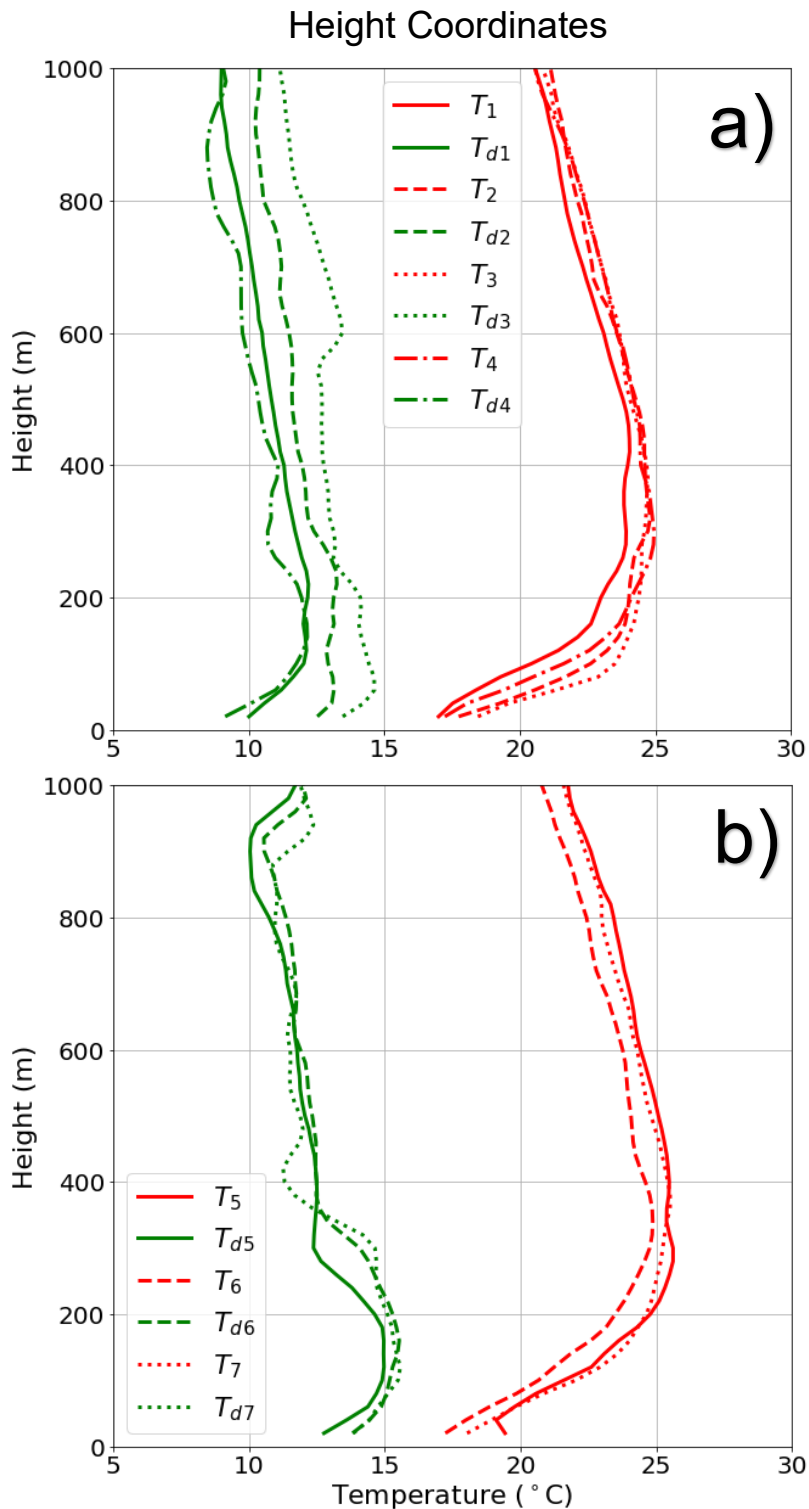 Height Coordinates
a)
1000
800
600
400
200
0
Height (m)
T1
Td1
T2
Td2
T3
Td3
T4
Td4
5
10
15
20
25
30
b)
1000
800
600
400
200
0
Height (m)
T5
Td5
T6
Td6
T7
Td7
5
10
15
20
25
30
Temperature (°C)